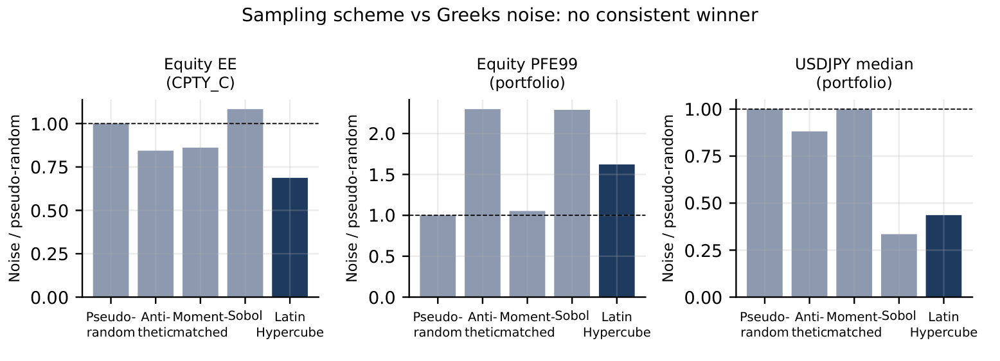 Sampling scheme vs Greeks noise: no consistent winner
Equity EE
(CPTY_C)
Noise / pseudo-random
1.00
0.75
0.50
0.25
0.00
Pseudo-
random
Anti-
thetic
Moment-
matched
Sobol
Latin
Hypercube
Equity PFE99
(portfolio)
Noise / pseudo-random
2.0
1.5
1.0
0.5
0.0
Pseudo-
random
Anti-
thetic
Moment-
matched
Sobol
Latin
Hypercube
USDJPY median
(portfolio)
Noise / pseudo-random
1.00
0.75
0.50
0.25
0.00
Pseudo-
random
Anti-
thetic
Moment-
matched
Sobol
Latin
Hypercube